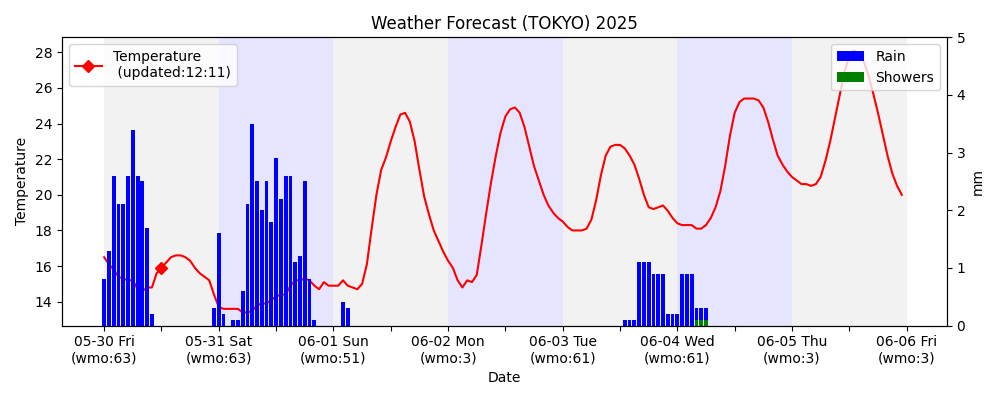 Weather Forecast (TOKYO) 2025
Temperature
(updated:12:11)
Rain
Showers
28
26
24
22
20
18
16
14
Temperature
5
4
3
2
1
0
mm
05-30 Fri
(wmo:63)
05-31 Sat
(wmo:63)
06-01 Sun
(wmo:51)
06-02 Mon
(wmo:3)
06-03 Tue
(wmo:61)
06-04 Wed
(wmo:61)
06-05 Thu
(wmo:3)
06-06 Fri
(wmo:3)
Date